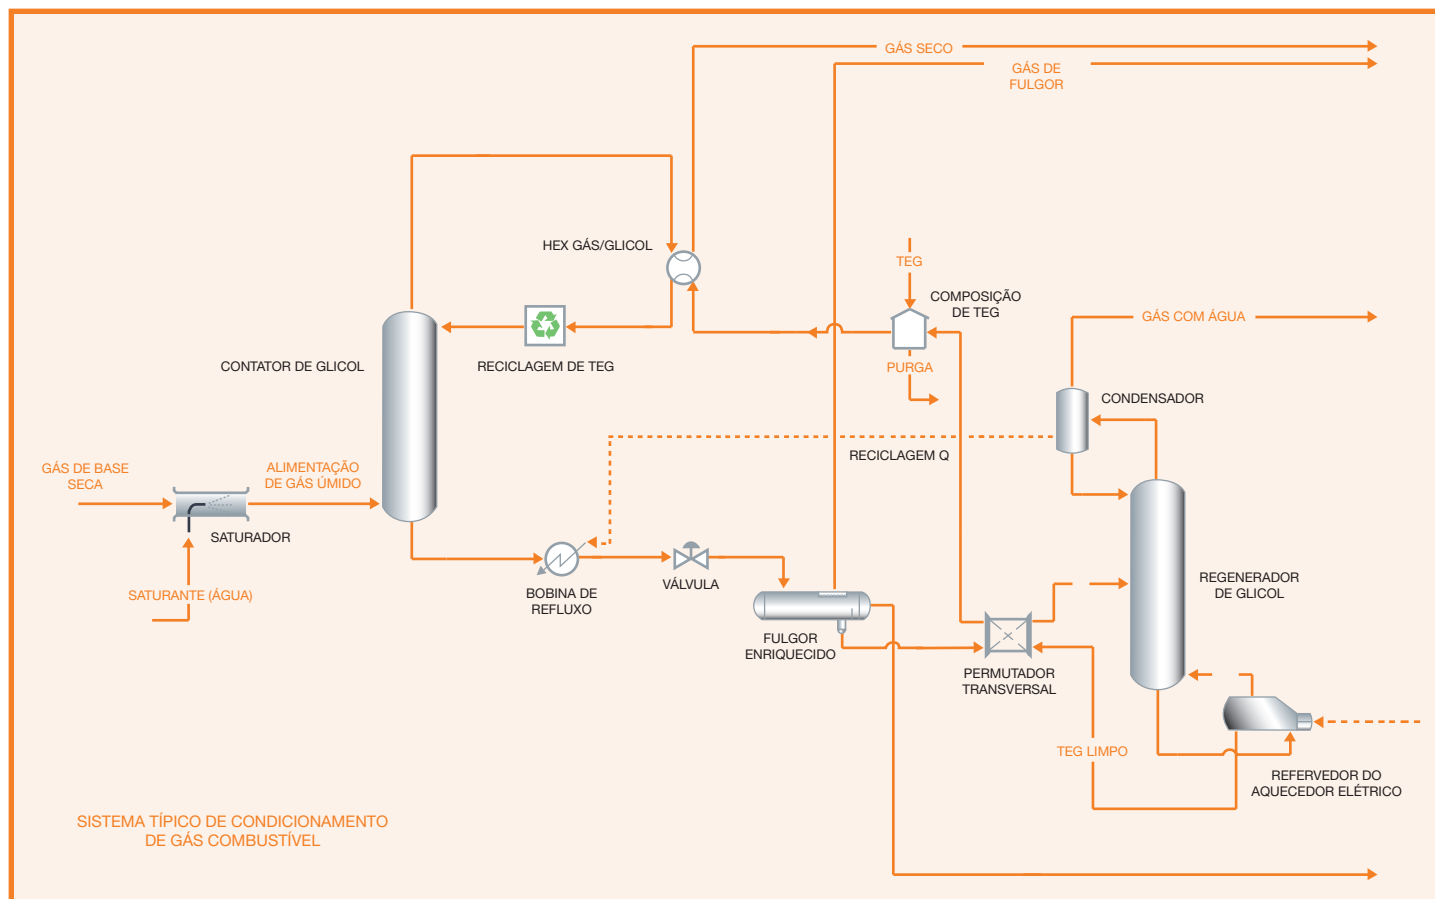 GÁS SECO
GÁS DE
FULGOR
HEX GÁS/GLICOL
TEG
COMPOSIÇÃO
DE TEG
GÁS COM ÁGUA
CONTATOR DE GLICOL
RECICLAGEM DE TEG
PURGA
CONDENSADOR
RECICLAGEM Q
GÁS DE BASE
SECA
ALIMENTAÇÃO
DE GÁS ÚMIDO
SATURADOR
SATURANTE (ÁGUA)
BOBINA DE
REFLUXO
VÁLVULA
REGENERADOR
DE GLICOL
FULGOR
ENRIQUECIDO
PERMUTADOR
TRANSVERSAL
TEG LIMPO
REFERVEDOR DO
AQUECEDOR ELÉTRICO
SISTEMA TÍPICO DE CONDICIONAMENTO
DE GÁS COMBUSTÍVEL